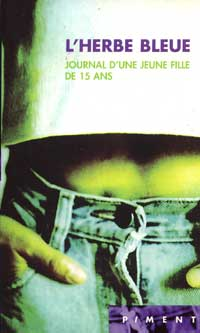 L'HERBE BLEUE
JOURNAL D'UNE JEUNE FILLE
DE 15 ANS
PIMENT